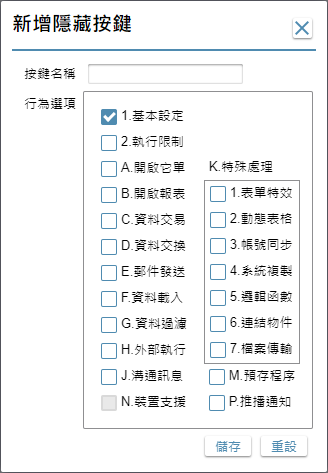 新增隱藏按鍵
按鍵名稱
行為選項
1.基本設定
2.執行限制
A.開啟它單
K.特殊處理
B.開啟報表
1.表單特效
C.資料交易
2.動態表格
D.資料交換
3.帳號同步
E.郵件發送
4.系統複製
F.資料載入
5.邏輯函數
G.資料過濾
6.連結物件
H.外部執行
7.檔案傳輸
J.溝通訊息
M.預存程序
N.裝置支援
P.推播通知
儲存
重設